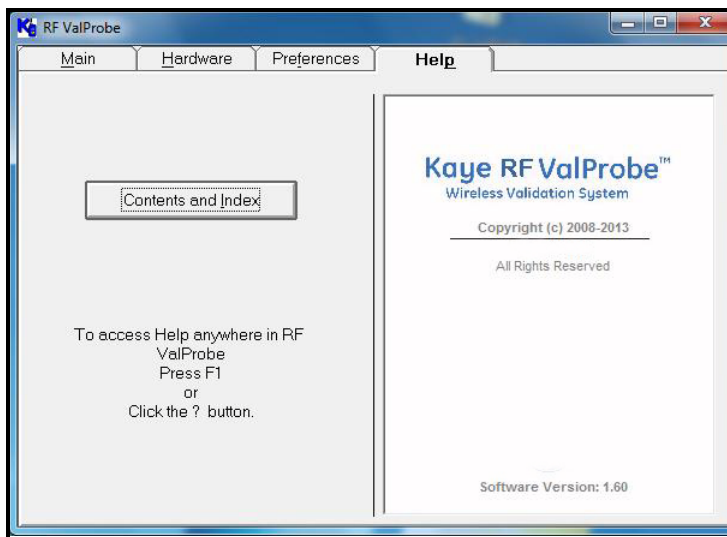 RF ValProbe
Main
Hardware
Preferences
Help
Contents and Index
To access Help anywhere in RF
ValProbe
Press F1
or
Click the ? button.
Kaye RF ValProbe™
Wireless Validation System
Copyright (c) 2008-2013
All Rights Reserved
Software Version: 1.60